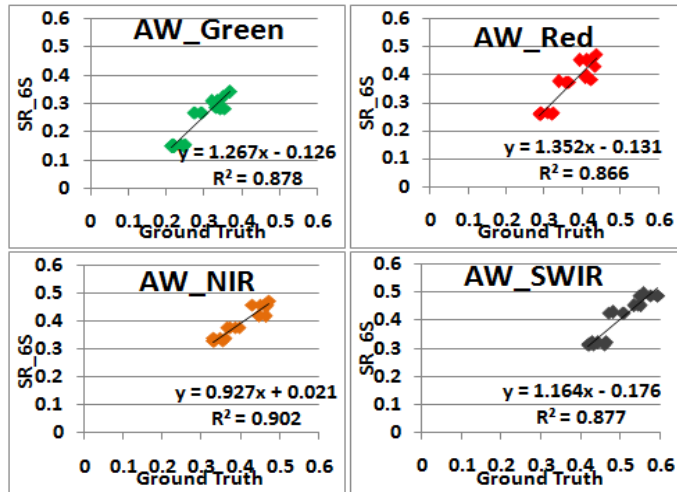 AW_Green
SR_6S
0.6
0.5
0.4
0.3
0.2
0.1
0
y = 1.267x - 0.126
R² = 0.878
0 0.1 0.2 0.3 0.4 0.5 0.6
Ground Truth
AW_Red
SR_6S
0.6
0.5
0.4
0.3
0.2
0.1
0
y = 1.352x - 0.131
R² = 0.866
0 0.1 0.2 0.3 0.4 0.5 0.6
Ground Truth
AW_NIR
SR_6S
0.6
0.5
0.4
0.3
0.2
0.1
0
y = 0.927x + 0.021
R² = 0.902
0 0.1 0.2 0.3 0.4 0.5 0.6
Ground Truth
AW_SWIR
SR_6S
0.6
0.5
0.4
0.3
0.2
0.1
0
y = 1.164x - 0.176
R² = 0.877
0 0.1 0.2 0.3 0.4 0.5 0.6
Ground Truth